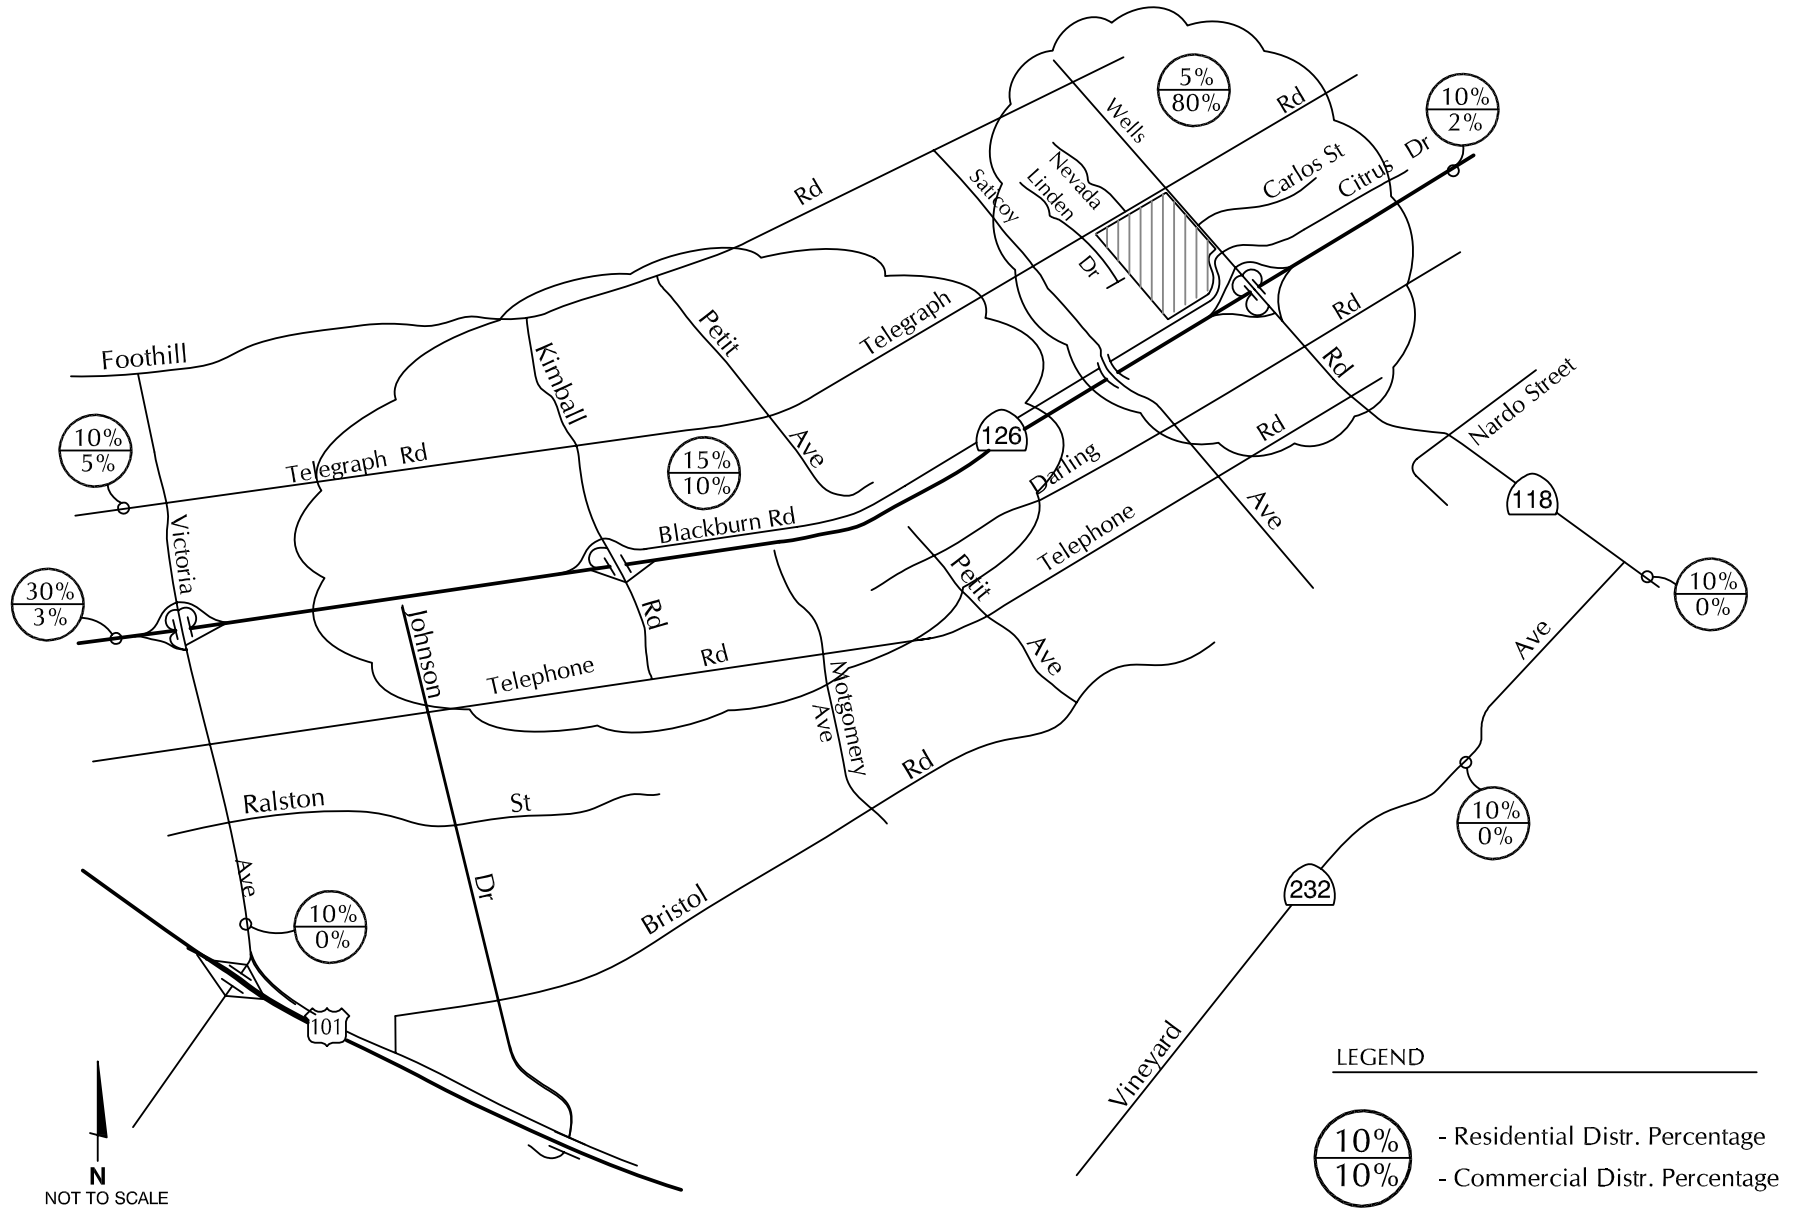 5%
80%
10%
2%
Wells
Rd
Rd
Nevada
Linden
Dr
Carlos St
Citrus Dr
Saticoy
Foothill
Petit
Telegraph
Rd
Kimball
Rd
Nardo Street
10%
5%
Telegraph Rd
15%
10%
Ave
126
Darling
Rd
Blackburn Rd
Victoria
118
Ave
Telephone
30%
3%
Petit
10%
0%
Rd
Johnson
Telephone
Rd
Ave
Motgomery
Ave
Ave
Rd
Ralston
St
10%
0%
Ave
Dr
232
10%
0%
Bristol
101
Vineyard
LEGEND
10%
10%
- Residential Distr. Percentage
- Commercial Distr. Percentage
N
NOT TO SCALE